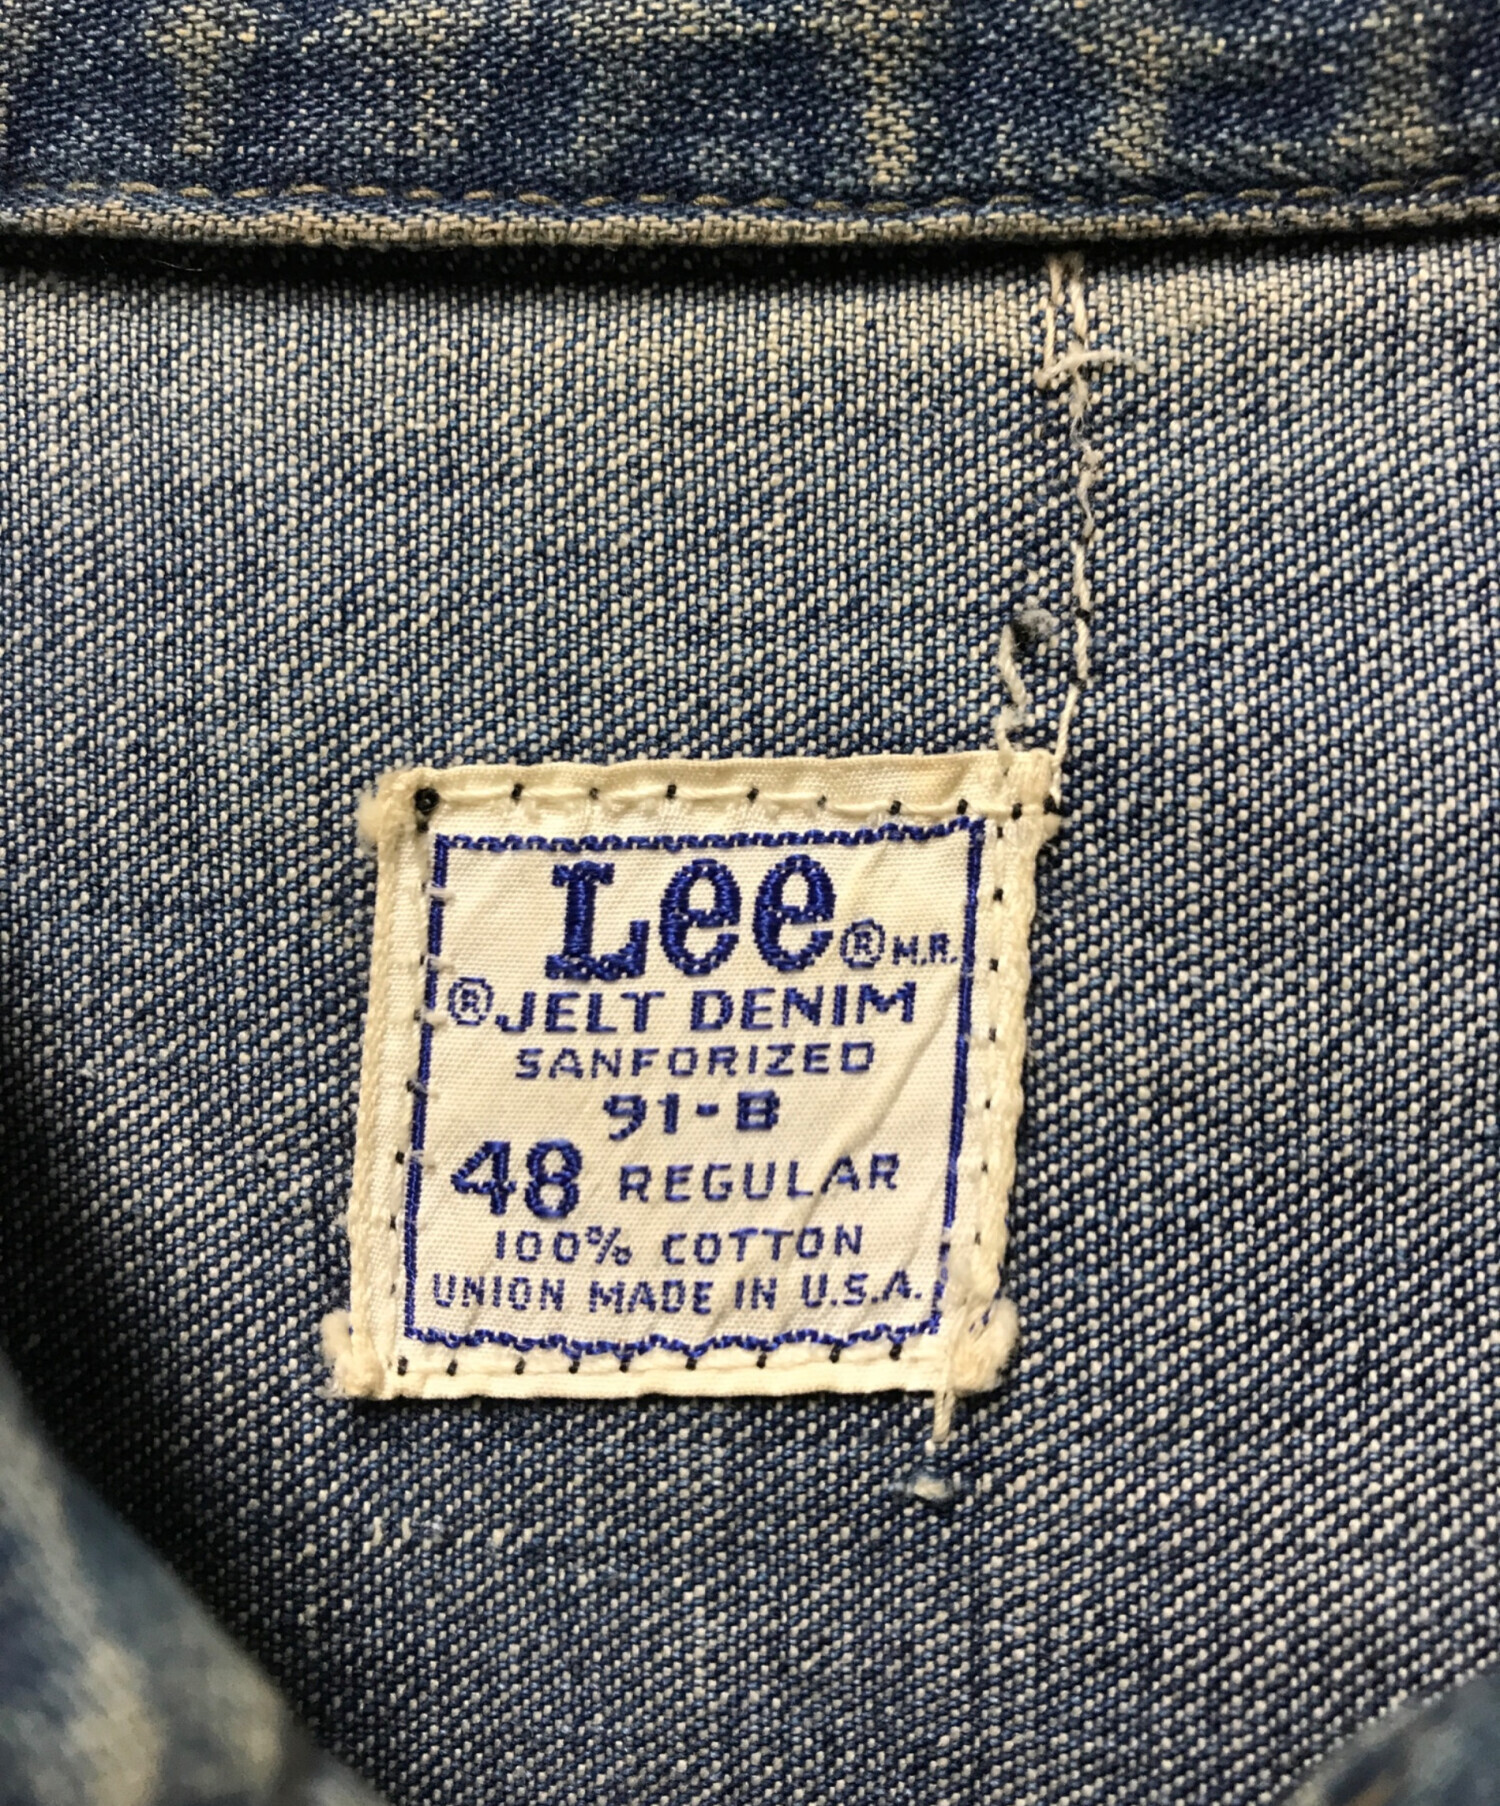 Lee ® M.R.
® JELT DENIM
SANFORIZED
91-B
48 REGULAR
100% COTTON
UNION MADE IN U.S.A.